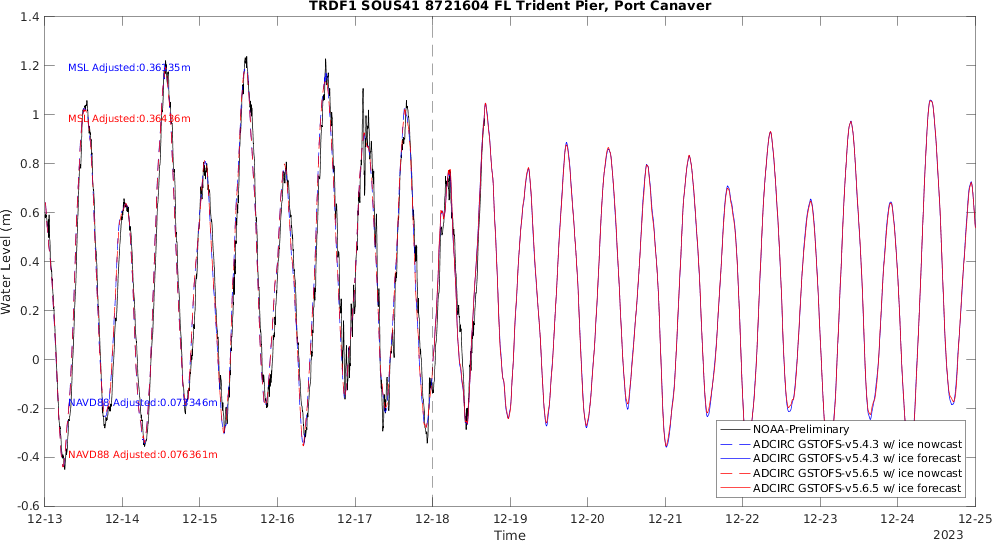 TRDF1 SOUS41 8721604 FL Trident Pier, Port Canaver
Water Level (m)
1.4
1.2
1
0.8
0.6
0.4
0.2
0
-0.2
-0.4
-0.6
MSL Adjusted:0.36235m
MSL Adjusted:0.36436m
NAVD88 Adjusted:0.073346m
NAVD88 Adjusted:0.076361m
NOAA-Preliminary
ADCIRC GSTOFS-v5.4.3 w/ ice nowcast
ADCIRC GSTOFS-v5.4.3 w/ ice forecast
ADCIRC GSTOFS-v5.6.5 w/ ice nowcast
ADCIRC GSTOFS-v5.6.5 w/ ice forecast
12-13 12-14 12-15 12-16 12-17 12-18 12-19 12-20 12-21 12-22 12-23 12-24 12-25
Time
2023